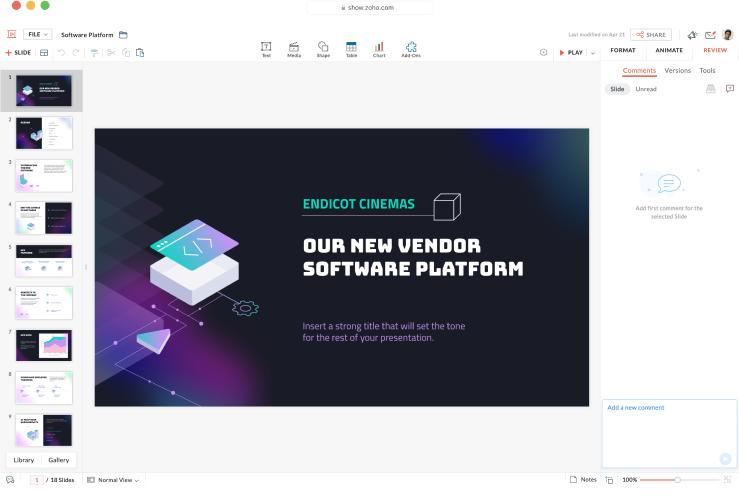 show.zoho.com
FILE
Software Platform
Last modified on Apr 21
SHARE
+ SLIDE
Text
Media
Shape
Table
Chart
Add-Ons
PLAY
FORMAT
ANIMATE
REVIEW
Comments
Versions
Tools
Slide
Unread
1
2
3
4
5
6
7
8
9
ENDICOT CINEMAS
OUR NEW VENDOR
SOFTWARE PLATFORM
Insert a strong title that will set the tone
for the rest of your presentation.
Add first comment for the
selected Slide
Add a new comment
Library
Gallery
1 / 18 Slides
Normal View
Notes
100%